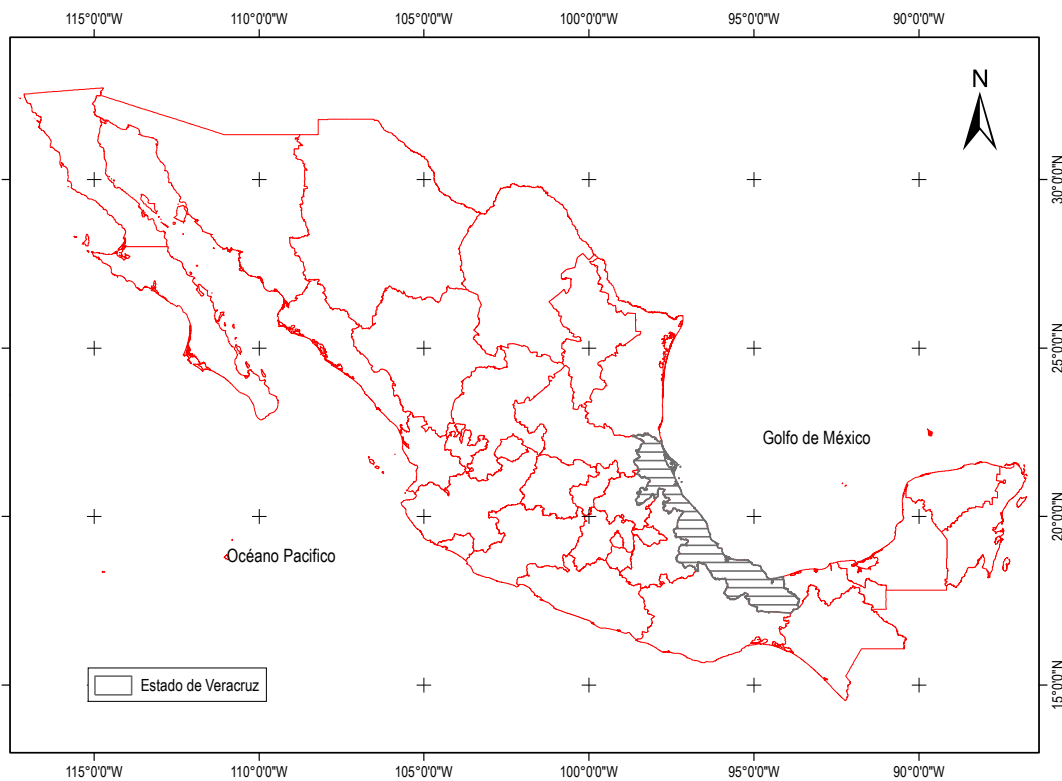 115°0'0"W 110°0'0"W 105°0'0"W 100°0'0"W 95°0'0"W 90°0'0"W
N
30°0'0"N
25°0'0"N
Golfo de México
20°0'0"N
Océano Pacifico
Estado de Veracruz
15°0'0"N
115°0'0"W 110°0'0"W 105°0'0"W 100°0'0"W 95°0'0"W 90°0'0"W